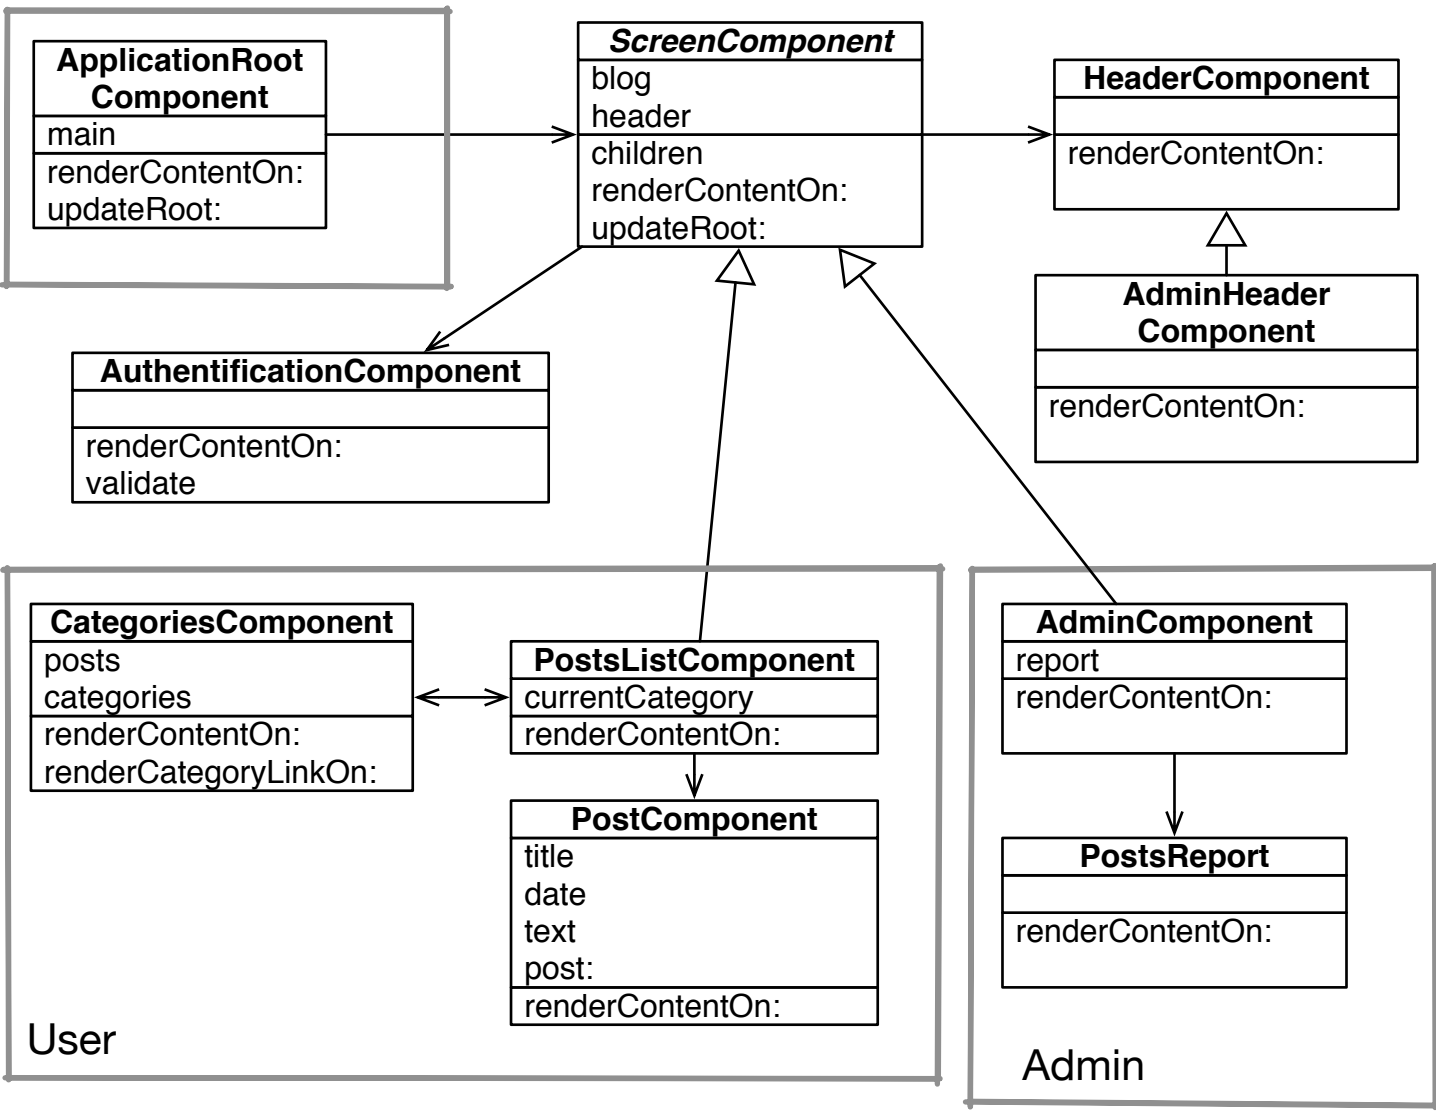 ApplicationRoot
Component
main
renderContentOn:
updateRoot:
ScreenComponent
blog
header
children
renderContentOn:
updateRoot:
HeaderComponent
renderContentOn:
AdminHeader
Component
renderContentOn:
AuthentificationComponent
renderContentOn:
validate
CategoriesComponent
posts
categories
renderContentOn:
renderCategoryLinkOn:
PostsListComponent
currentCategory
renderContentOn:
PostComponent
title
date
text
post:
renderContentOn:
User
AdminComponent
report
renderContentOn:
PostsReport
renderContentOn:
Admin